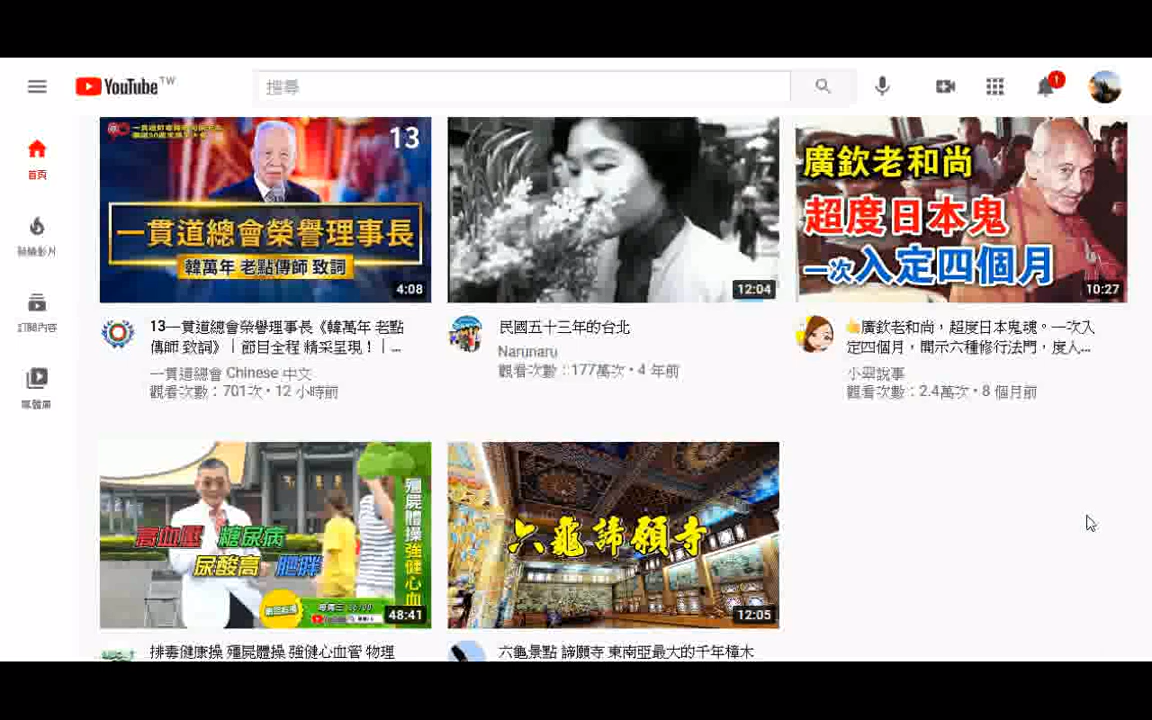 YouTube TW
搜尋
1
首頁
發燒影片
訂閱內容
媒體庫
13
一貫道總會榮譽理事長
韓萬年 老點傳師 致詞
4:08
12:04
廣欽老和尚
超度日本鬼
一次入定四個月
10:27
13一貫道總會榮譽理事長《韓萬年 老點
傳師 致詞》｜節目全程 精采呈現！｜...
一貫道總會 Chinese 中文
觀看次數：701次 • 12 小時前
民國五十三年的台北
Narunaru
觀看次數：177萬次 • 4 年前
👍廣欽老和尚，超度日本鬼魂。一次入
定四個月，開示六種修行法門，度人...
小羿說事
觀看次數：2.4萬次 • 8 個月前
高血壓 糖尿病
尿酸高 肥胖
殭屍體操強健心血
48:41
六龜諦願寺
12:05
排毒健康操 殭屍體操 強健心血管 物理
六龜景點 諦願寺 東南亞最大的千年樟木